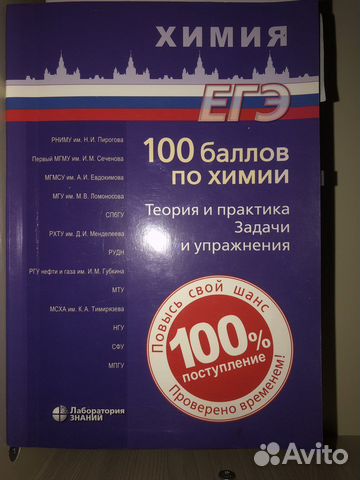 ХИМИЯ
ЕГЭ
РНИМУ им. Н.И. Пирогова
Первый МГМУ им. И.М. Сеченова
МГМСУ им. А.И. Евдокимова
МГУ им. М.В. Ломоносова
СПбГУ
РХТУ им. Д.И. Менделеева
РУДН
РГУ нефти и газа им. И.М. Губкина
МТУ
МСХА им. К.А. Тимирязева
НГУ
СФУ
МПГУ
100 баллов
по химии
Теория и практика
Задачи
и упражнения
Повысь свой шанс
100%
поступление
Проверено временем!
Лаборатория
ЗНАНИЙ
Avito